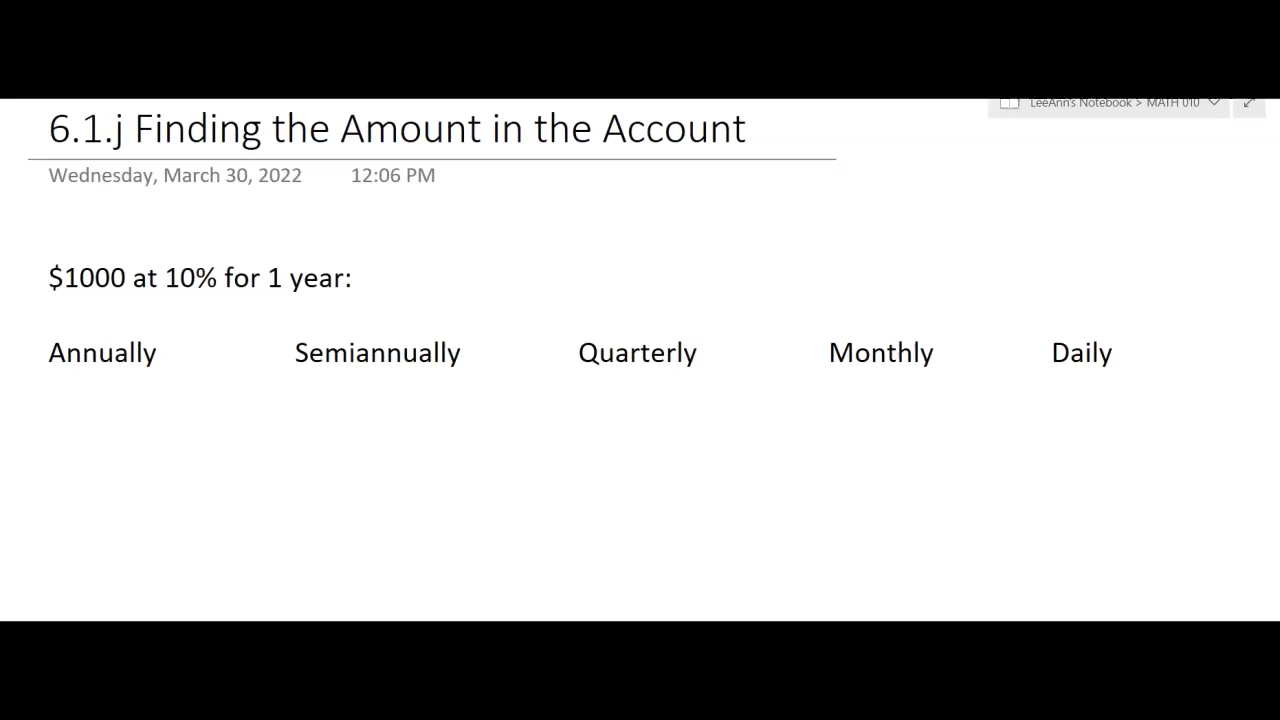 LeeAnn's Notebook > MATH 010
6.1.j Finding the Amount in the Account
Wednesday, March 30, 2022 12:06 PM
$1000 at 10% for 1 year:
Annually Semiannually Quarterly Monthly Daily